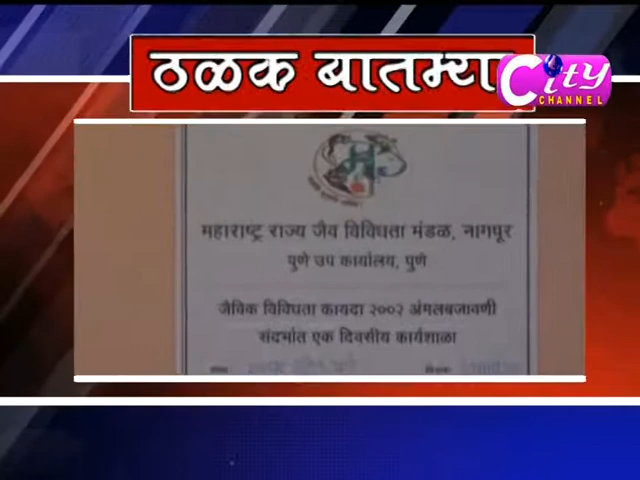 ठळक बातम्या
City
CHANNEL
महाराष्ट्र राज्य जैव विविधता मंडळ, नागपूर
पुणे उप कार्यालय, पुणे
जैविक विविधता कायदा २००२ अंमलबजावणी
संदर्भात एक दिवसीय कार्यशाळा